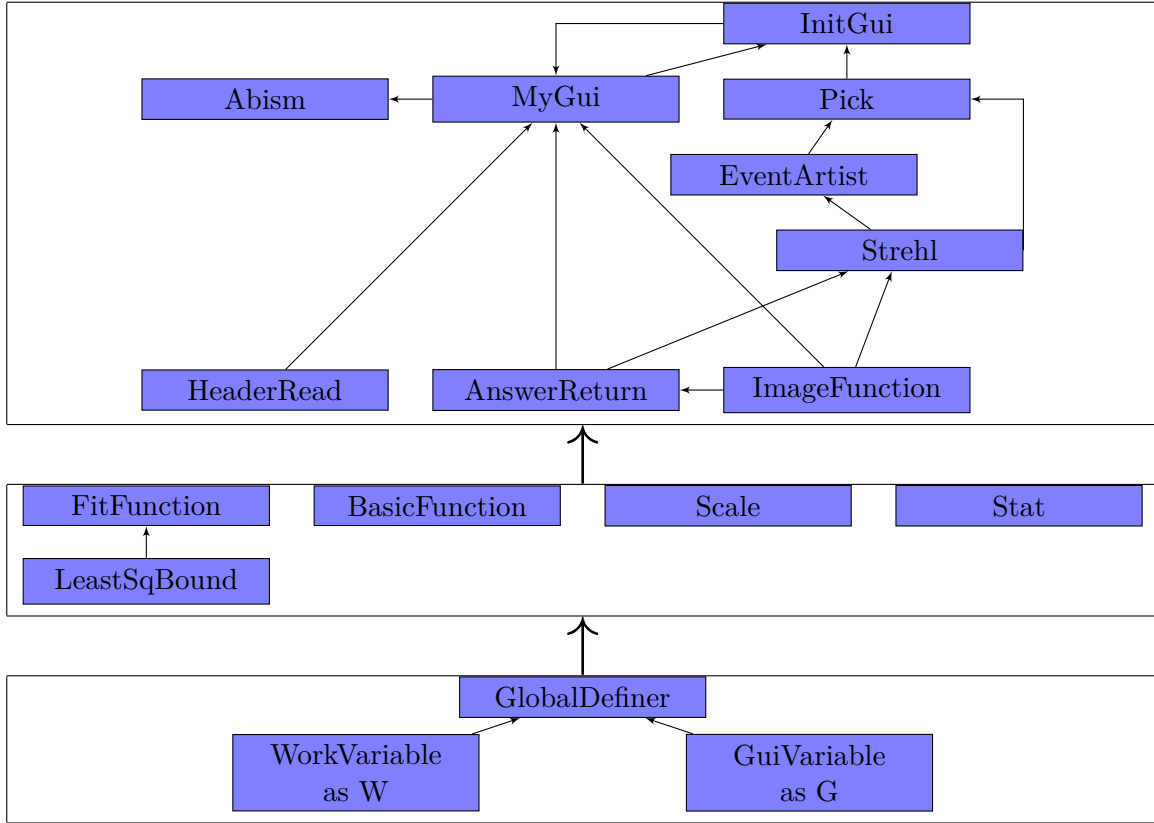 InitGui
Abism
MyGui
Pick
EventArtist
Strehl
HeaderRead
AnswerReturn
ImageFunction
FitFunction
BasicFunction
Scale
Stat
LeastSqBound
GlobalDefiner
WorkVariable
as W
GuiVariable
as G